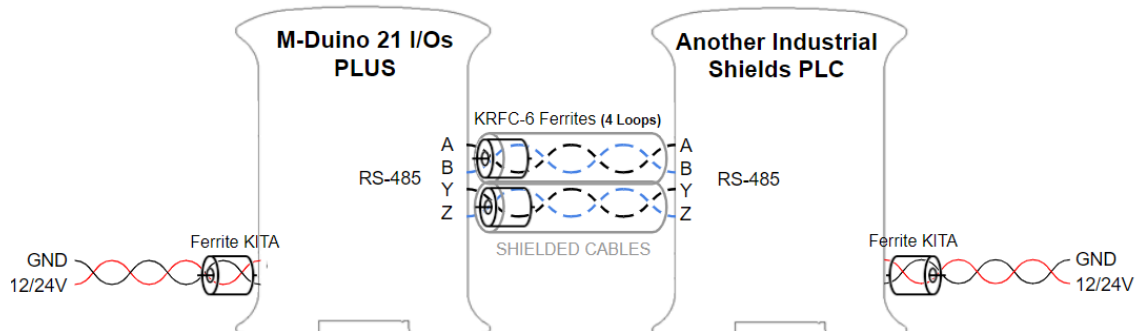 M-Duino 21 I/Os
PLUS
Another Industrial
Shields PLC
KRFC-6 Ferrites (4 Loops)
A
B
Y
Z
RS-485
A
B
Y
Z
RS-485
SHIELDED CABLES
Ferrite KITA
GND
12/24V
Ferrite KITA
GND
12/24V